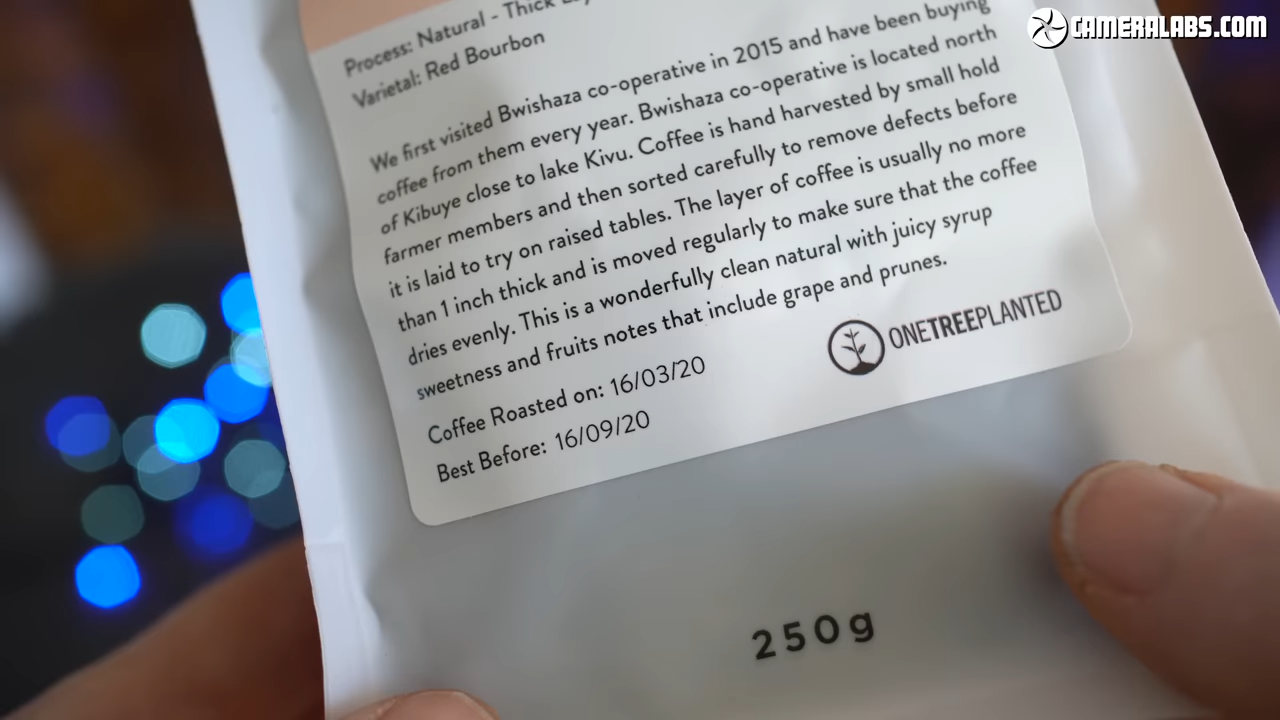 CAMERALABS.COM
Process: Natural - Thick
Varietal: Red Bourbon
We first visited Bwishaza co-operative in 2015 and have been buying
coffee from them every year. Bwishaza co-operative is located north
of Kibuye close to lake Kivu. Coffee is hand harvested by small hold
farmer members and then sorted carefully to remove defects before
it is laid to try on raised tables. The layer of coffee is usually no more
than 1 inch thick and is moved regularly to make sure that the coffee
dries evenly. This is a wonderfully clean natural with juicy syrup
sweetness and fruits notes that include grape and prunes.
ONETREEPLANTED
Coffee Roasted on: 16/03/20
Best Before: 16/09/20
250g